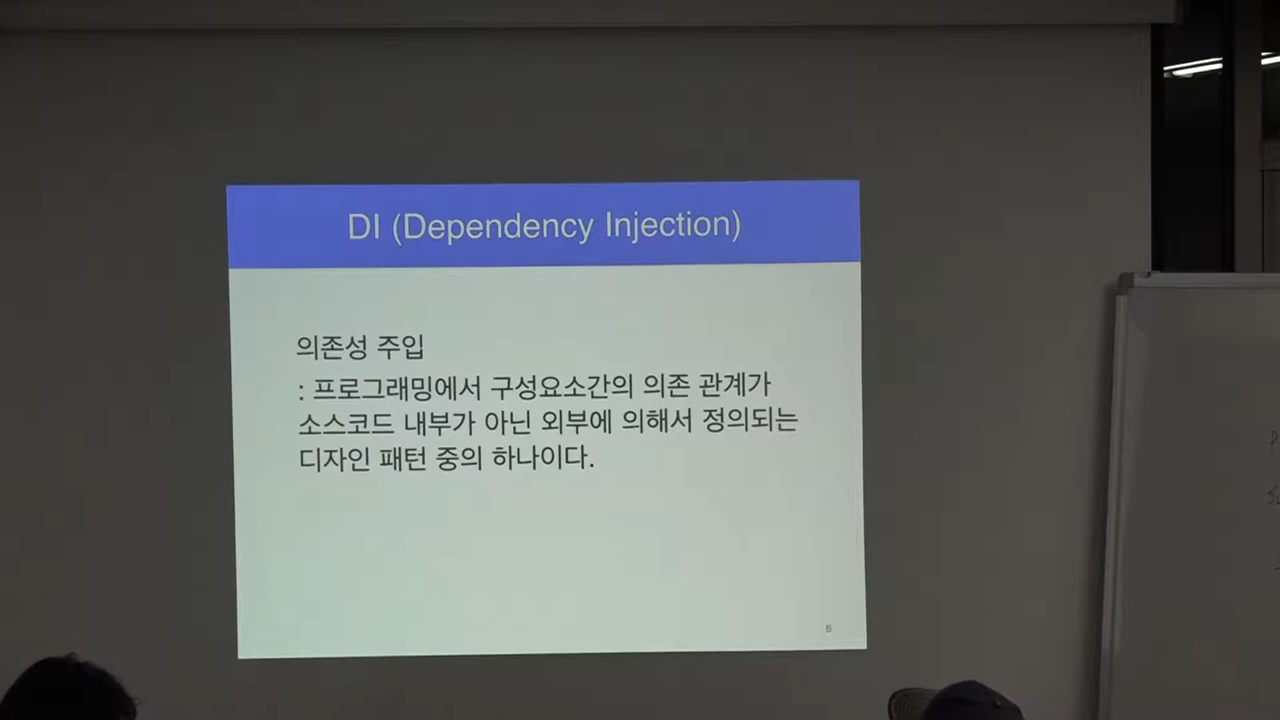 DI (Dependency Injection)
의존성 주입
: 프로그래밍에서 구성요소간의 의존 관계가
소스코드 내부가 아닌 외부에 의해서 정의되는
디자인 패턴 중의 하나이다.
6